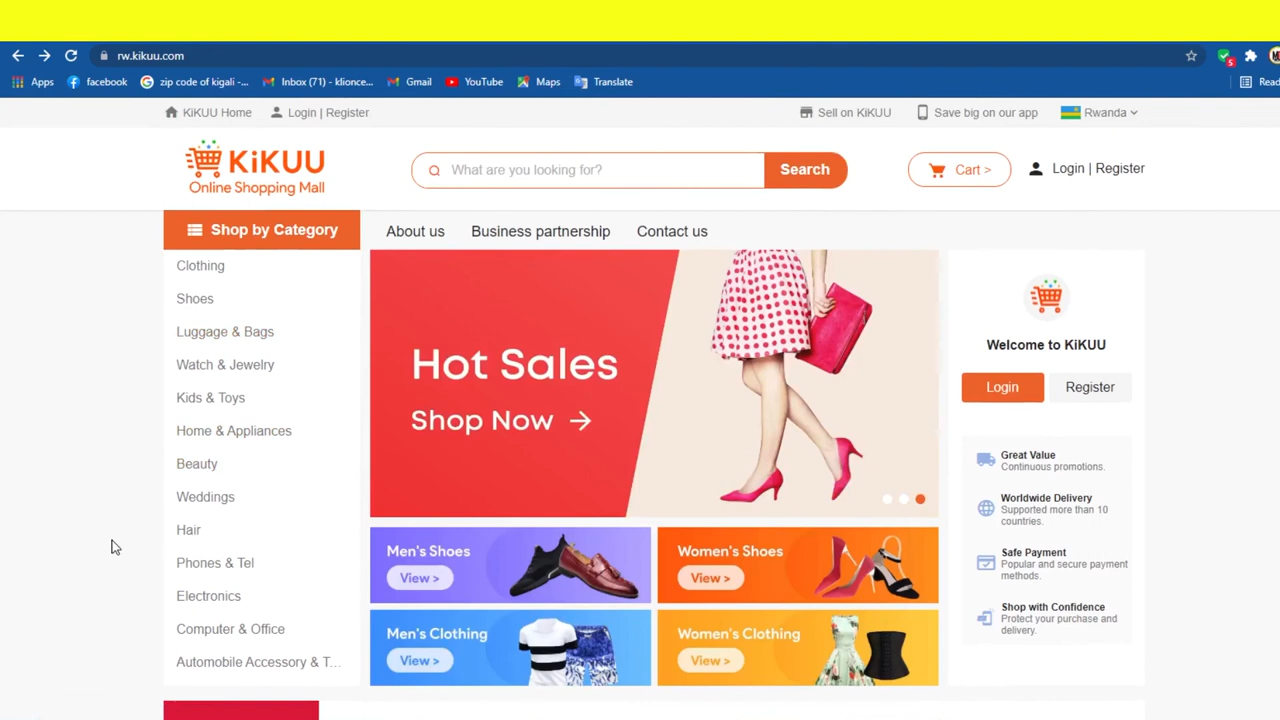 rw.kikuu.com
5
Apps
facebook
zip code of kigali -...
Inbox (71) - klionce...
Gmail
YouTube
Maps
Translate
Read
KiKUU Home
Login | Register
Sell on KiKUU
Save big on our app
Rwanda
KiKUU
Online Shopping Mall
What are you looking for?
Search
Cart >
Login | Register
Shop by Category
About us
Business partnership
Contact us
Clothing
Shoes
Luggage & Bags
Watch & Jewelry
Kids & Toys
Home & Appliances
Beauty
Weddings
Hair
Phones & Tel
Electronics
Computer & Office
Automobile Accessory & T...
Hot Sales
Shop Now →
Men's Shoes
View >
Women's Shoes
View >
Men's Clothing
View >
Women's Clothing
View >
Welcome to KiKUU
Login
Register
Great Value
Continuous promotions.
Worldwide Delivery
Supported more than 10
countries.
Safe Payment
Popular and secure payment
methods.
Shop with Confidence
Protect your purchase and
delivery.